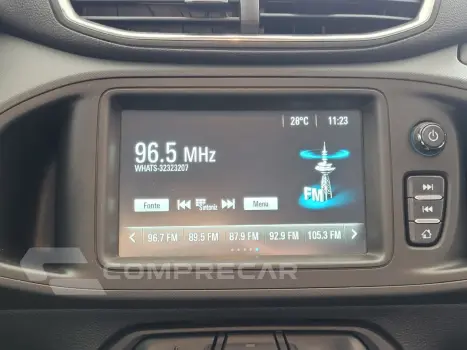 28°C 11:23
96.5 MHz
WHATS-32323207
FM
Fonte Sintonia Menu
96.7 FM 89.5 FM 87.9 FM 92.9 FM 105.3 FM
COMPRECAR